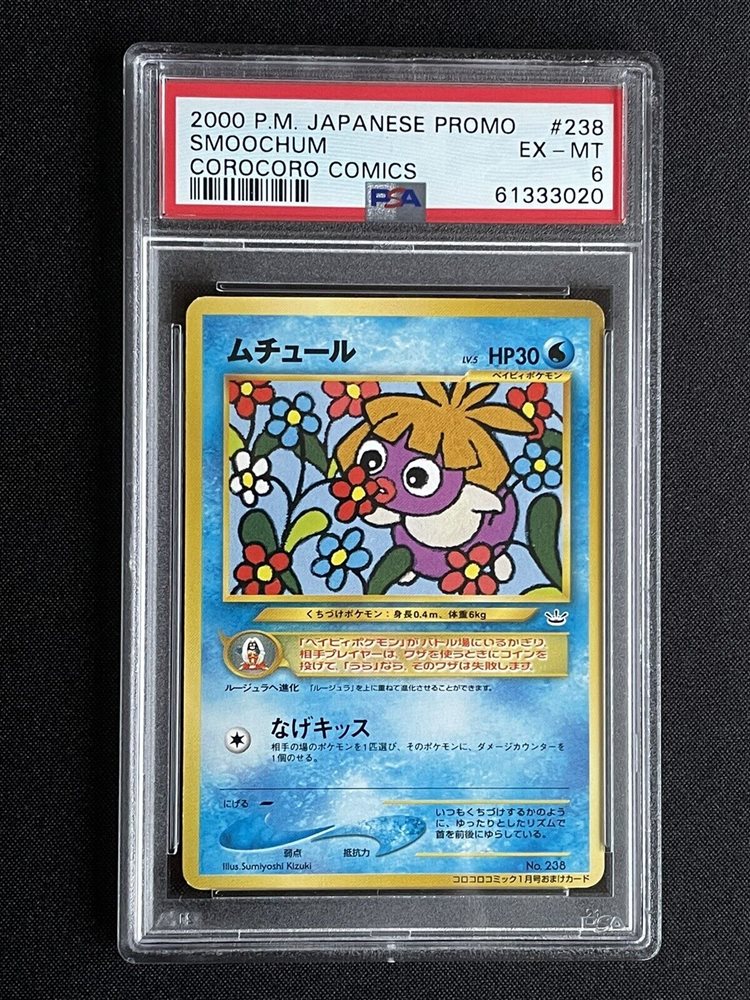 2000 P.M. JAPANESE PROMO #238
SMOOCHUM EX - MT
COROCORO COMICS 6
PSA 61333020
ムチュール LV.5 HP30
ベイビィポケモン
くちづけポケモン：身長0.4m、体重6kg
「ベイビィポケモン」がバトル場にいるかぎり、
相手プレイヤーは、ワザを使うときにコインを
投げて、「うら」なら、そのワザは失敗します。
ルージュラへ進化 「ルージュラ」を上に重ねて進化させることができます。
なげキッス
相手の場のポケモンを1匹選び、そのポケモンに、ダメージカウンターを
1個のせる。
にげる
いつもくちづけするかのよう
に、ゆったりとしたリズムで
首を前後にゆらしている。
弱点 抵抗力
Illus.Sumiyoshi Kizuki No.238
コロコロコミック1月号おまけカード